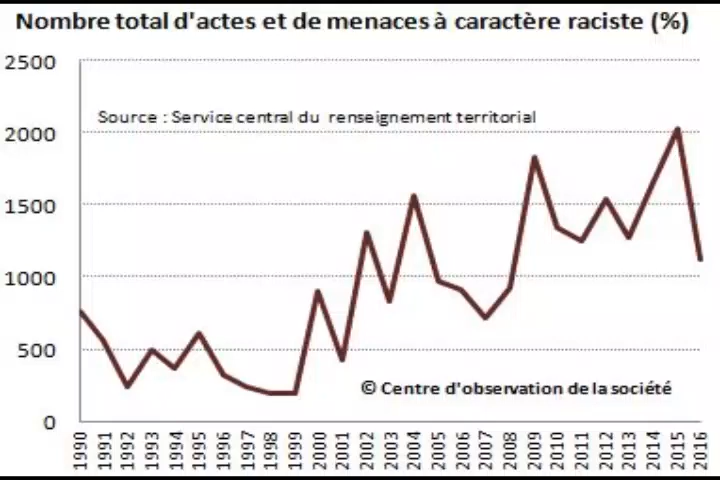 Nombre total d'actes et de menaces à caractère raciste (%)
2500
Source : Service central du renseignement territorial
2000
1500
1000
500
© Centre d'observation de la société
0
1990 1991 1992 1993 1994 1995 1996 1997 1998 1999 2000 2001 2002 2003 2004 2005 2006 2007 2008 2009 2010 2011 2012 2013 2014 2015 2016